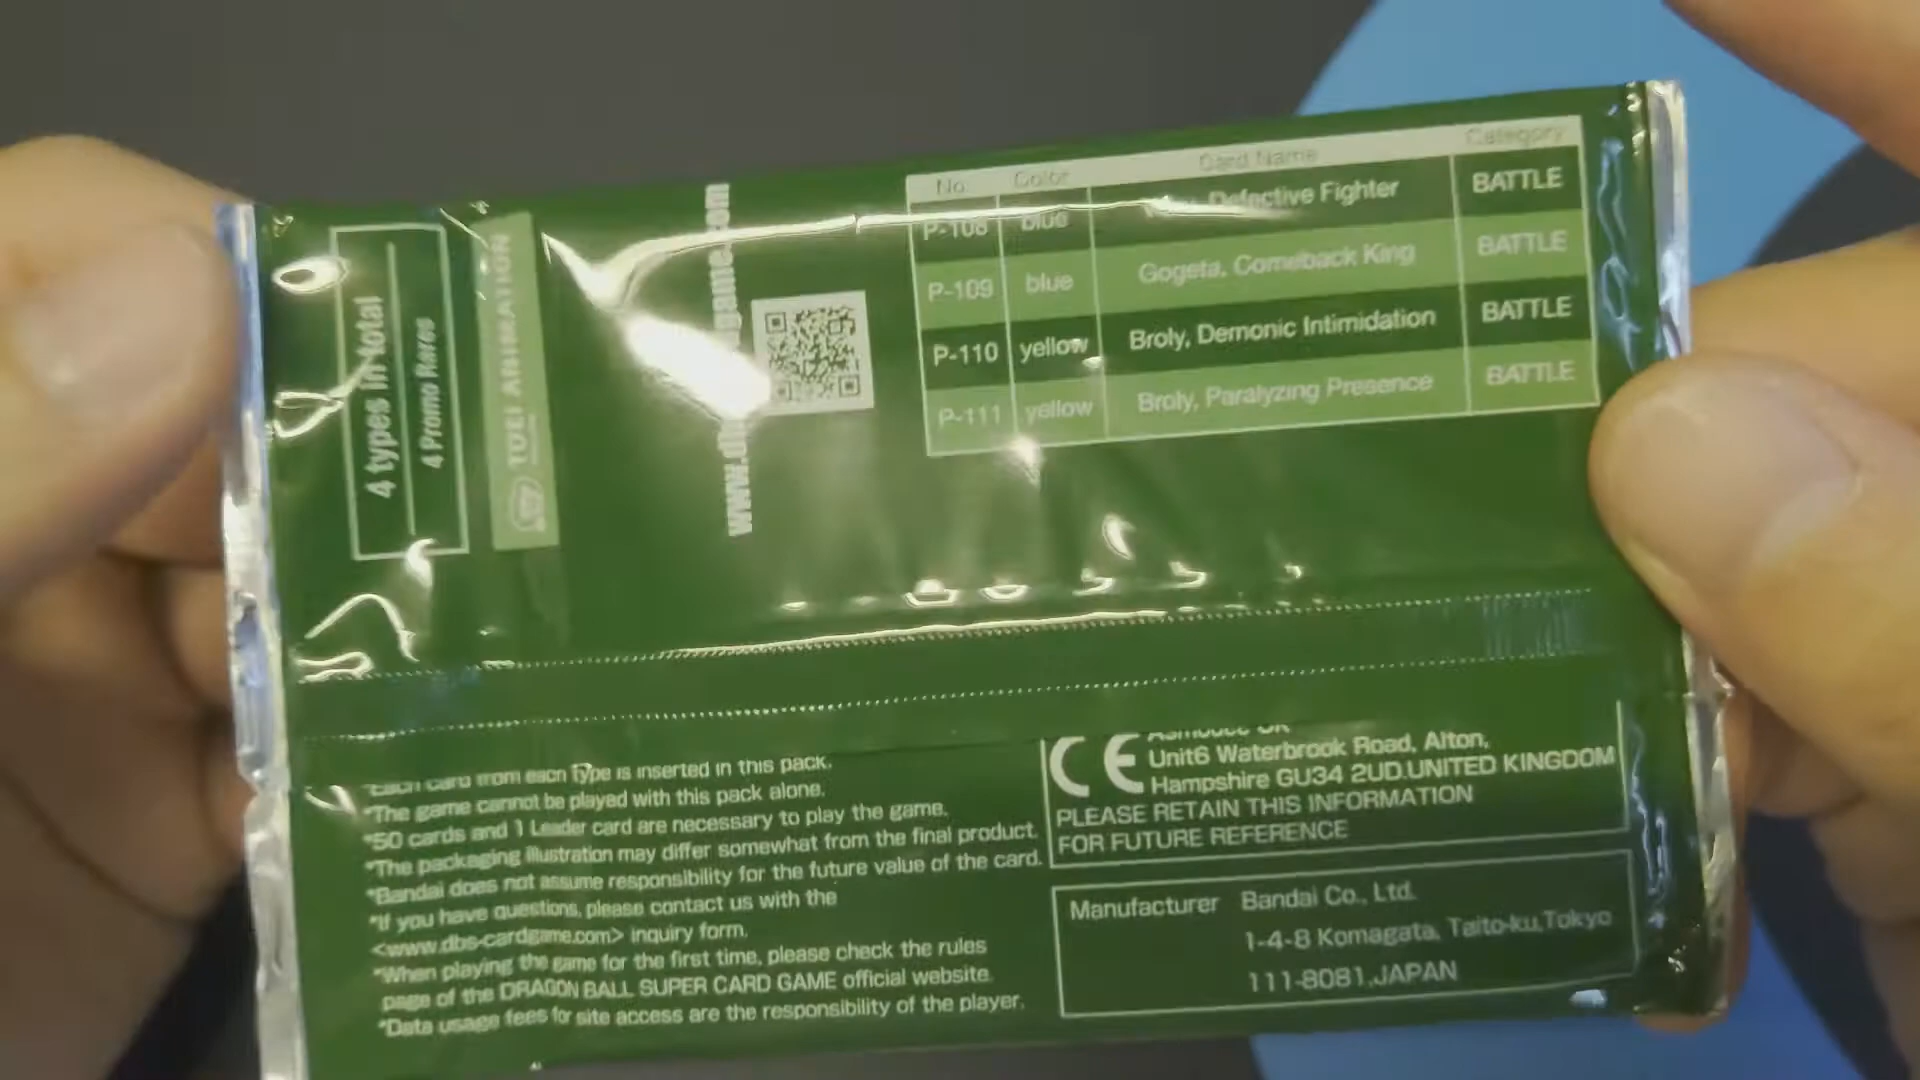 4 types in total
4 Promo Rares
TOEI ANIMATION
No. Color Card Name Category
P-108 blue Defective Fighter BATTLE
P-109 blue Gogeta, Comeback King BATTLE
P-110 yellow Broly, Demonic Intimidation BATTLE
P-111 yellow Broly, Paralyzing Presence BATTLE
*Each card from each Type is inserted in this pack.
*The game cannot be played with this pack alone.
*50 cards and 1 Leader card are necessary to play the game.
*The packaging illustration may differ somewhat from the final product.
*Bandai does not assume responsibility for the future value of the card.
*If you have questions, please contact us with the
<www.dbs-cardgame.com> inquiry form.
*When playing the game for the first time, please check the rules
page of the DRAGON BALL SUPER CARD GAME official website.
*Data usage fees for site access are the responsibility of the player.
CE
Asmodee UK
Unit6 Waterbrook Road, Alton,
Hampshire GU34 2UD.UNITED KINGDOM
PLEASE RETAIN THIS INFORMATION
FOR FUTURE REFERENCE
Manufacturer Bandai Co., Ltd.
1-4-8 Komagata, Taito-ku,Tokyo
111-8081,JAPAN